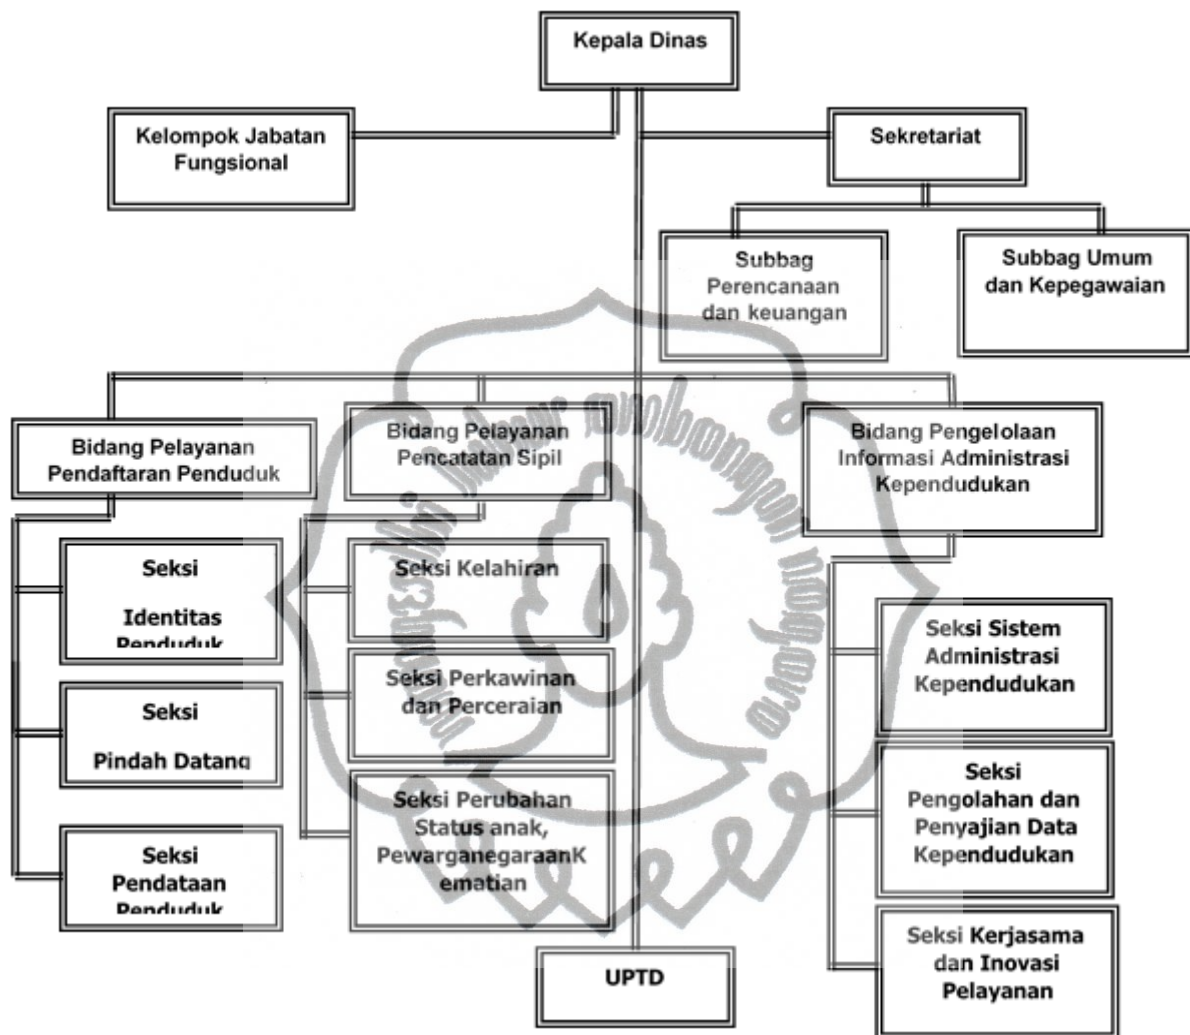 Kepala Dinas
Kelompok Jabatan
Fungsional
Sekretariat
Subbag
Perencanaan
dan keuangan
Subbag Umum
dan Kepegawaian
Bidang Pelayanan
Pendaftaran Penduduk
Bidang Pelayanan
Pencatatan Sipil
Bidang Pengelolaan
Informasi Administrasi
Kependudukan
Seksi
Identitas
Penduduk
Seksi
Pindah Datang
Seksi
Pendataan
Penduduk
Seksi Kelahiran
Seksi Perkawinan
dan Perceraian
Seksi Perubahan
Status anak,
PewarganegaraanK
ematian
Seksi Sistem
Administrasi
Kependudukan
Seksi
Pengolahan dan
Penyajian Data
Kependudukan
Seksi Kerjasama
dan Inovasi
Pelayanan
UPTD